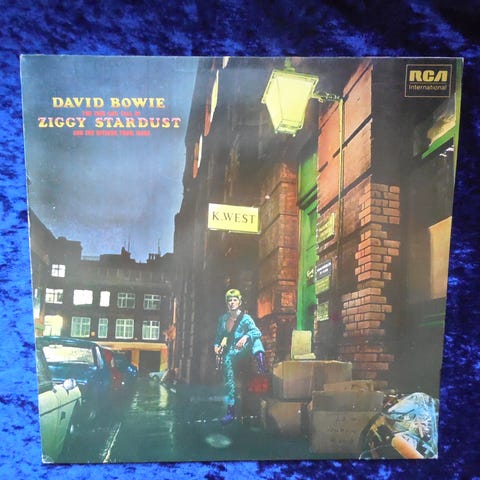 DAVID BOWIE
THE RISE AND FALL OF
ZIGGY STARDUST
AND THE SPIDERS FROM MARS
RCA
International
K.WEST